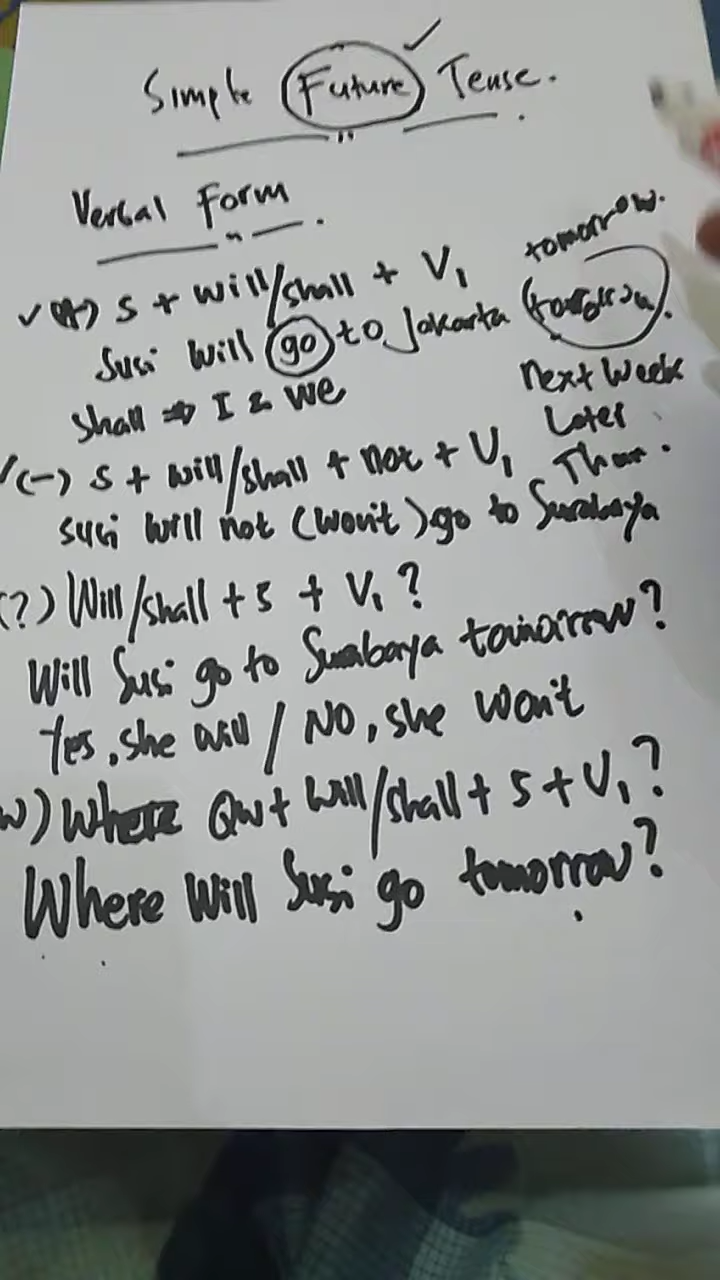 Simple Future Tense.
Verbal Form
(+) S + will/shall + V1
tomorrow.
Susi will go to Jakarta (tomorrow).
Shall ⇒ I & We
Next Week
Later
(-) S + will/shall + not + V1
Susi will not (won't) go to Surabaya
(?) Will/shall + S + V1?
Will Susi go to Surabaya tomorrow?
Yes, she will / No, she won't
W) Where Qw + will/shall + S + V1?
Where Will Susi go tomorrow?